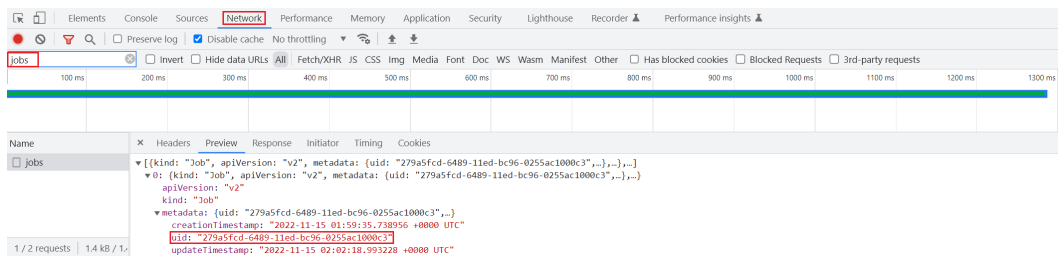 Elements Console Sources Network Performance Memory Application Security Lighthouse Recorder Performance insights
Preserve log Disable cache No throttling
jobs Invert Hide data URLs All Fetch/XHR JS CSS Img Media Font Doc WS Wasm Manifest Other Has blocked cookies Blocked Requests 3rd-party requests
100 ms 200 ms 300 ms 400 ms 500 ms 600 ms 700 ms 800 ms 900 ms 1000 ms 1100 ms 1200 ms 1300 ms
Name × Headers Preview Response Initiator Timing Cookies
jobs ▼[{kind: "Job", apiVersion: "v2", metadata: {uid: "279a5fcd-6489-11ed-bc96-0255ac1000c3",…},…},…]
▼0: {kind: "Job", apiVersion: "v2", metadata: {uid: "279a5fcd-6489-11ed-bc96-0255ac1000c3",…},…}
apiVersion: "v2"
kind: "Job"
▼metadata: {uid: "279a5fcd-6489-11ed-bc96-0255ac1000c3",…}
creationTimestamp: "2022-11-15 01:59:35.738956 +0000 UTC"
uid: "279a5fcd-6489-11ed-bc96-0255ac1000c3"
1 / 2 requests 1.4 kB / 1. updateTimestamp: "2022-11-15 02:02:18.993228 +0000 UTC"